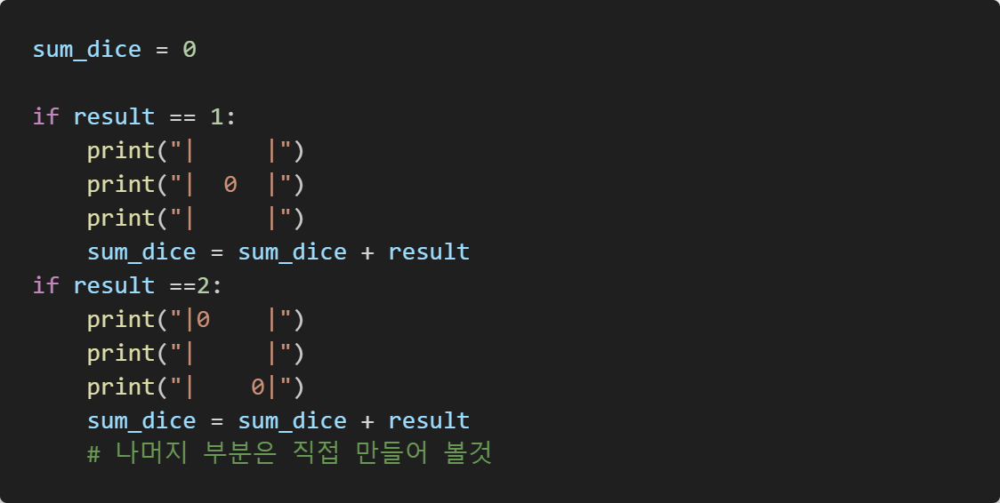 sum_dice = 0
if result == 1:
    print("|     |")
    print("|  0  |")
    print("|     |")
    sum_dice = sum_dice + result
if result ==2:
    print("|0    |")
    print("|     |")
    print("|    0|")
    sum_dice = sum_dice + result
    # 나머지 부분은 직접 만들어 볼것